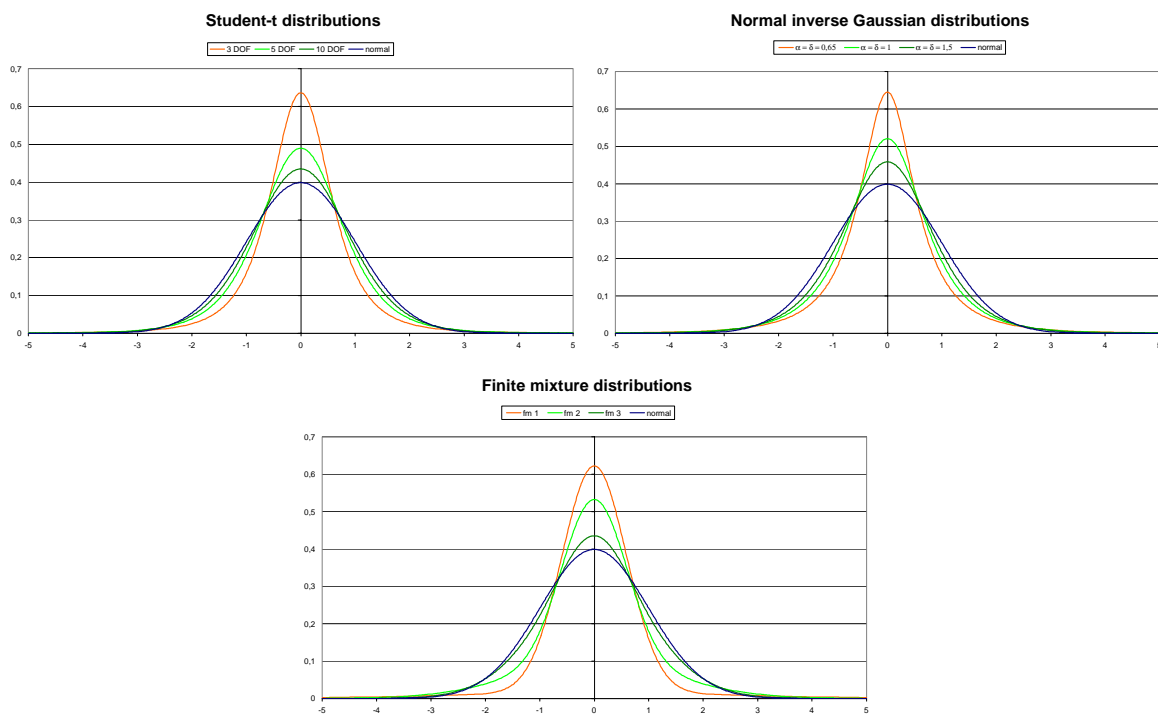 Student-t distributions
3 DOF 5 DOF 10 DOF normal
0,7
0,6
0,5
0,4
0,3
0,2
0,1
0
-5 -4 -3 -2 -1 0 1 2 3 4 5
Normal inverse Gaussian distributions
α = δ = 0,65 α = δ = 1 α = δ = 1,5 normal
0,7
0,6
0,5
0,4
0,3
0,2
0,1
0
-5 -4 -3 -2 -1 0 1 2 3 4 5
Finite mixture distributions
fm 1 fm 2 fm 3 normal
0,7
0,6
0,5
0,4
0,3
0,2
0,1
0
-5 -4 -3 -2 -1 0 1 2 3 4 5